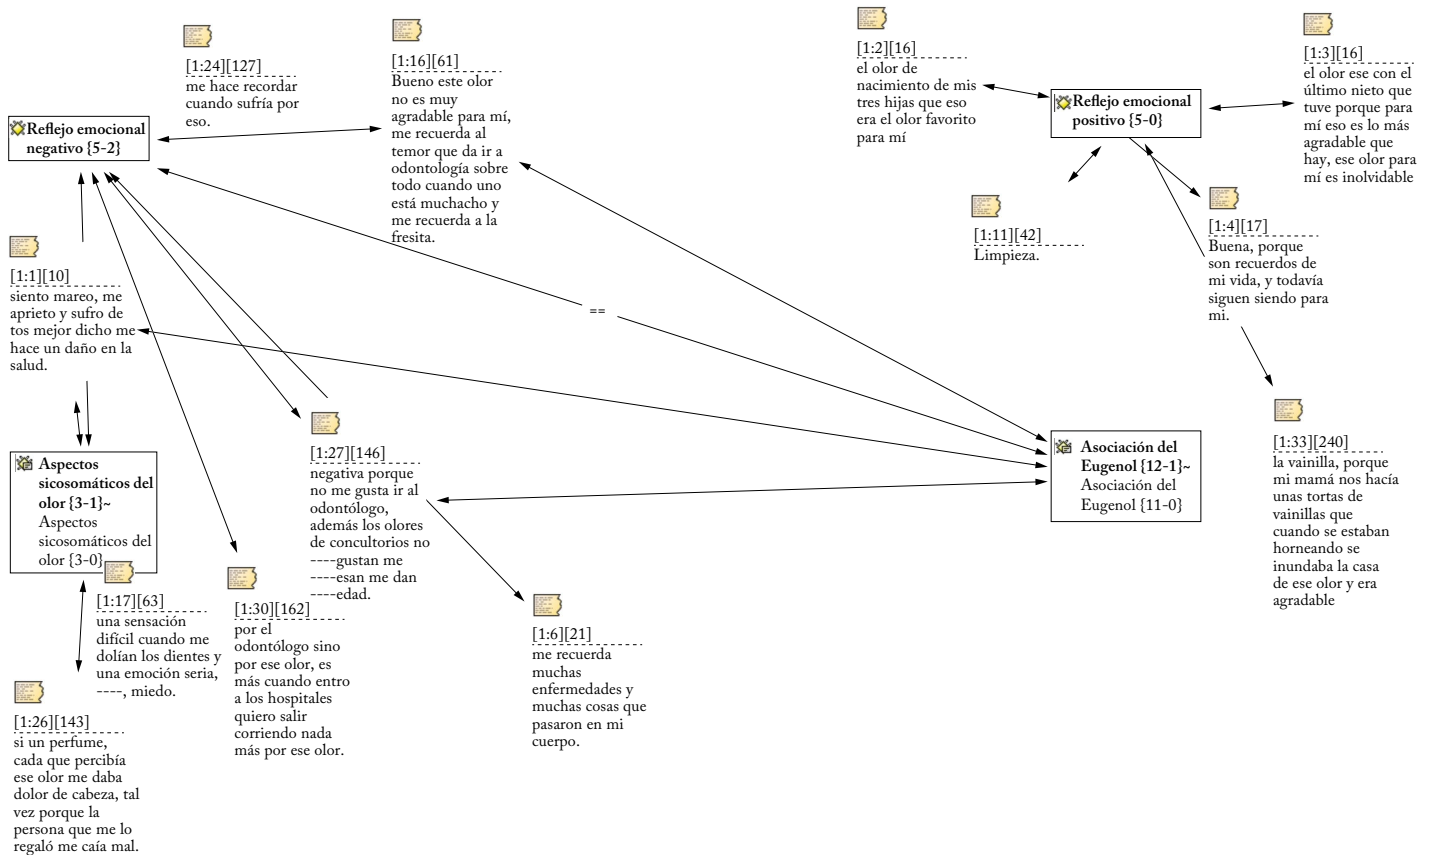 [1:24][127]
me hace recordar
cuando sufría por
eso.
[1:16][61]
Bueno este olor
no es muy
agradable para mí,
me recuerda al
temor que da ir a
odontología sobre
todo cuando uno
está muchacho y
me recuerda a la
fresita.
[1:2][16]
el olor de
nacimiento de mis
tres hijas que eso
era el olor favorito
para mí
[1:3][16]
el olor ese con el
último nieto que
tuve porque para
mí eso es lo más
agradable que
hay, ese olor para
mí es inolvidable
Reflejo emocional
negativo {5-2}
Reflejo emocional
positivo {5-0}
[1:11][42]
Limpieza.
[1:4][17]
Buena, porque
son recuerdos de
mi vida, y todavía
siguen siendo para
mi.
[1:1][10]
siento mareo, me
aprieto y sufro de
tos mejor dicho me
hace un daño en la
salud.
==
Aspectos
sicosomáticos del
olor {3-1}~
Aspectos
sicosomáticos del
olor {3-0}
[1:27][146]
negativa porque
no me gusta ir al
odontólogo,
además los olores
de concultorios no
----gustan me
----esan me dan
----edad.
Asociación del
Eugenol {12-1}~
Asociación del
Eugenol {11-0}
[1:33][240]
la vainilla, porque
mi mamá nos hacía
unas tortas de
vainillas que
cuando se estaban
horneando se
inundaba la casa
de ese olor y era
agradable
[1:17][63]
una sensación
difícil cuando me
dolían los dientes y
una emoción seria,
----, miedo.
[1:30][162]
por el
odontólogo sino
por ese olor, es
más cuando entro
a los hospitales
quiero salir
corriendo nada
más por ese olor.
[1:6][21]
me recuerda
muchas
enfermedades y
muchas cosas que
pasaron en mi
cuerpo.
[1:26][143]
si un perfume,
cada que percibía
ese olor me daba
dolor de cabeza, tal
vez porque la
persona que me lo
regaló me caía mal.